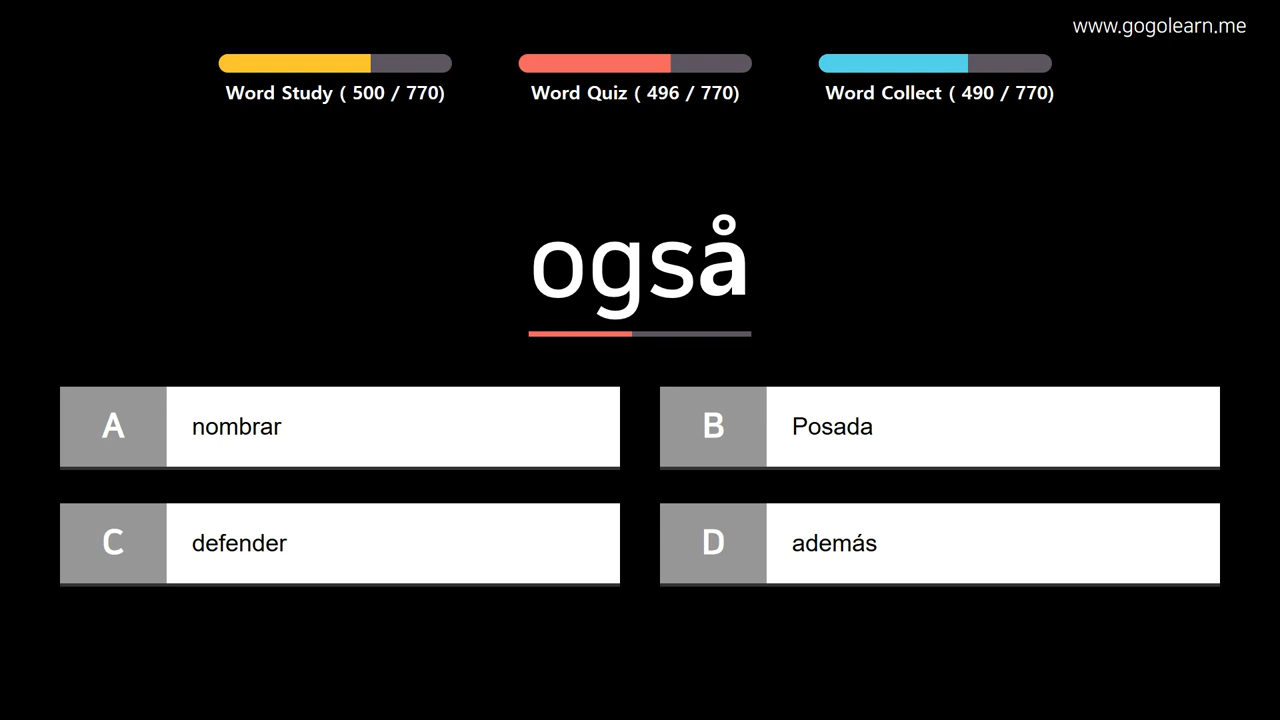 www.gogolearn.me
Word Study ( 500 / 770)
Word Quiz ( 496 / 770)
Word Collect ( 490 / 770)
også
A
nombrar
B
Posada
C
defender
D
además